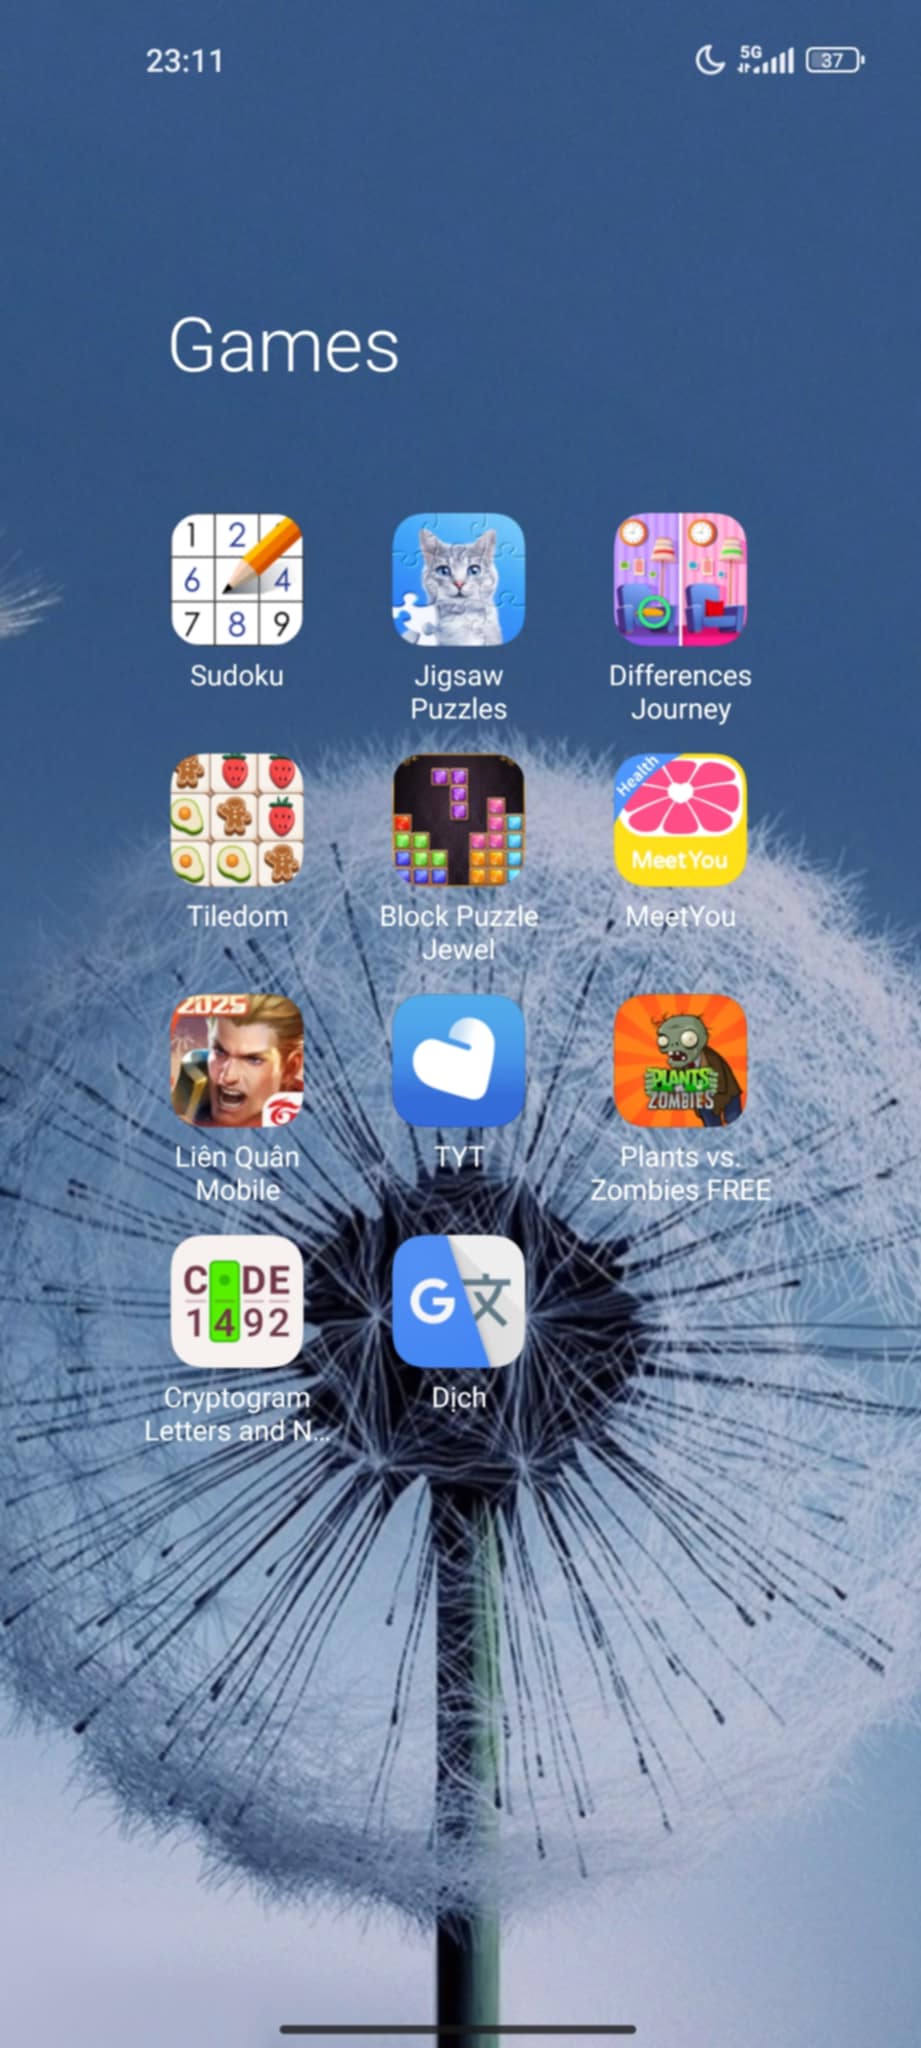 23:11
5G
37
Games
1 2
6 4
7 8 9
Sudoku
Jigsaw
Puzzles
Differences
Journey
Health
MeetYou
Tiledom
Block Puzzle
Jewel
MeetYou
2025
PLANTS
VS
ZOMBIES
Liên Quân
Mobile
TYT
Plants vs.
Zombies FREE
C DE
1492
G文
Cryptogram
Letters and N...
Dịch